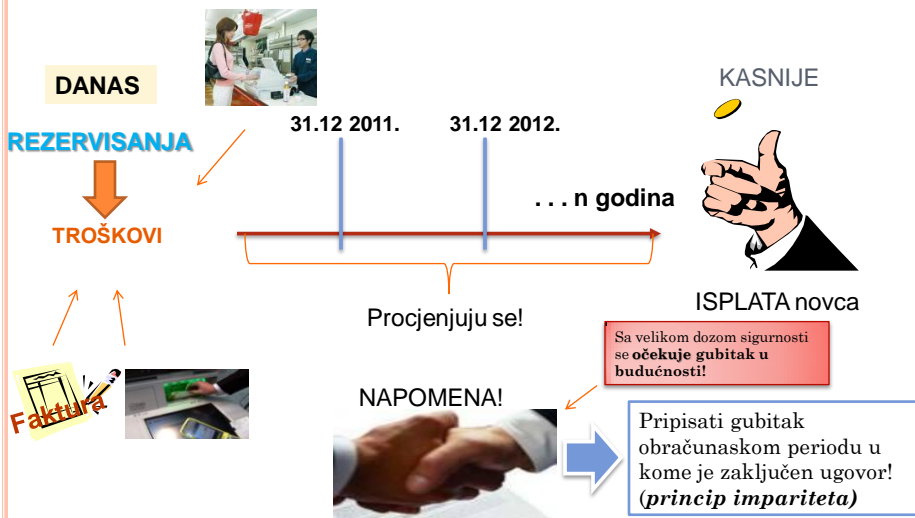 DANAS
REZERVISANJA
TROŠKOVI
Faktura
31.12 2011.
31.12 2012.
. . . n godina
Procjenjuju se!
KASNIJE
ISPLATA novca
Sa velikom dozom sigurnosti
se očekuje gubitak u
budućnosti!
NAPOMENA!
Pripisati gubitak
obračunaskom periodu u
kome je zaključen ugovor!
(princip impariteta)